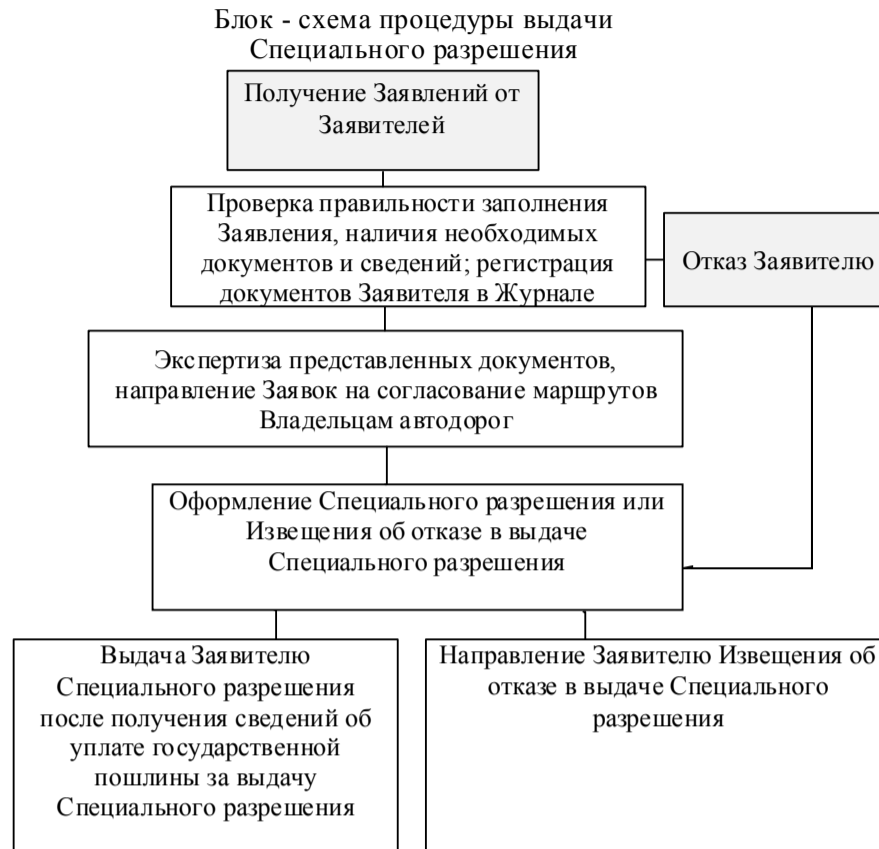 Блок - схема процедуры выдачи
Специального разрешения
Получение Заявлений от
Заявителей
Проверка правильности заполнения
Заявления, наличия необходимых
документов и сведений; регистрация
документов Заявителя в Журнале
Отказ Заявителю
Экспертиза представленных документов,
направление Заявок на согласование маршрутов
Владельцам автодорог
Оформление Специального разрешения или
Извещения об отказе в выдаче
Специального разрешения
Выдача Заявителю
Специального разрешения
после получения сведений об
уплате государственной
пошлины за выдачу
Специального разрешения
Направление Заявителю Извещения об
отказе в выдаче Специального
разрешения